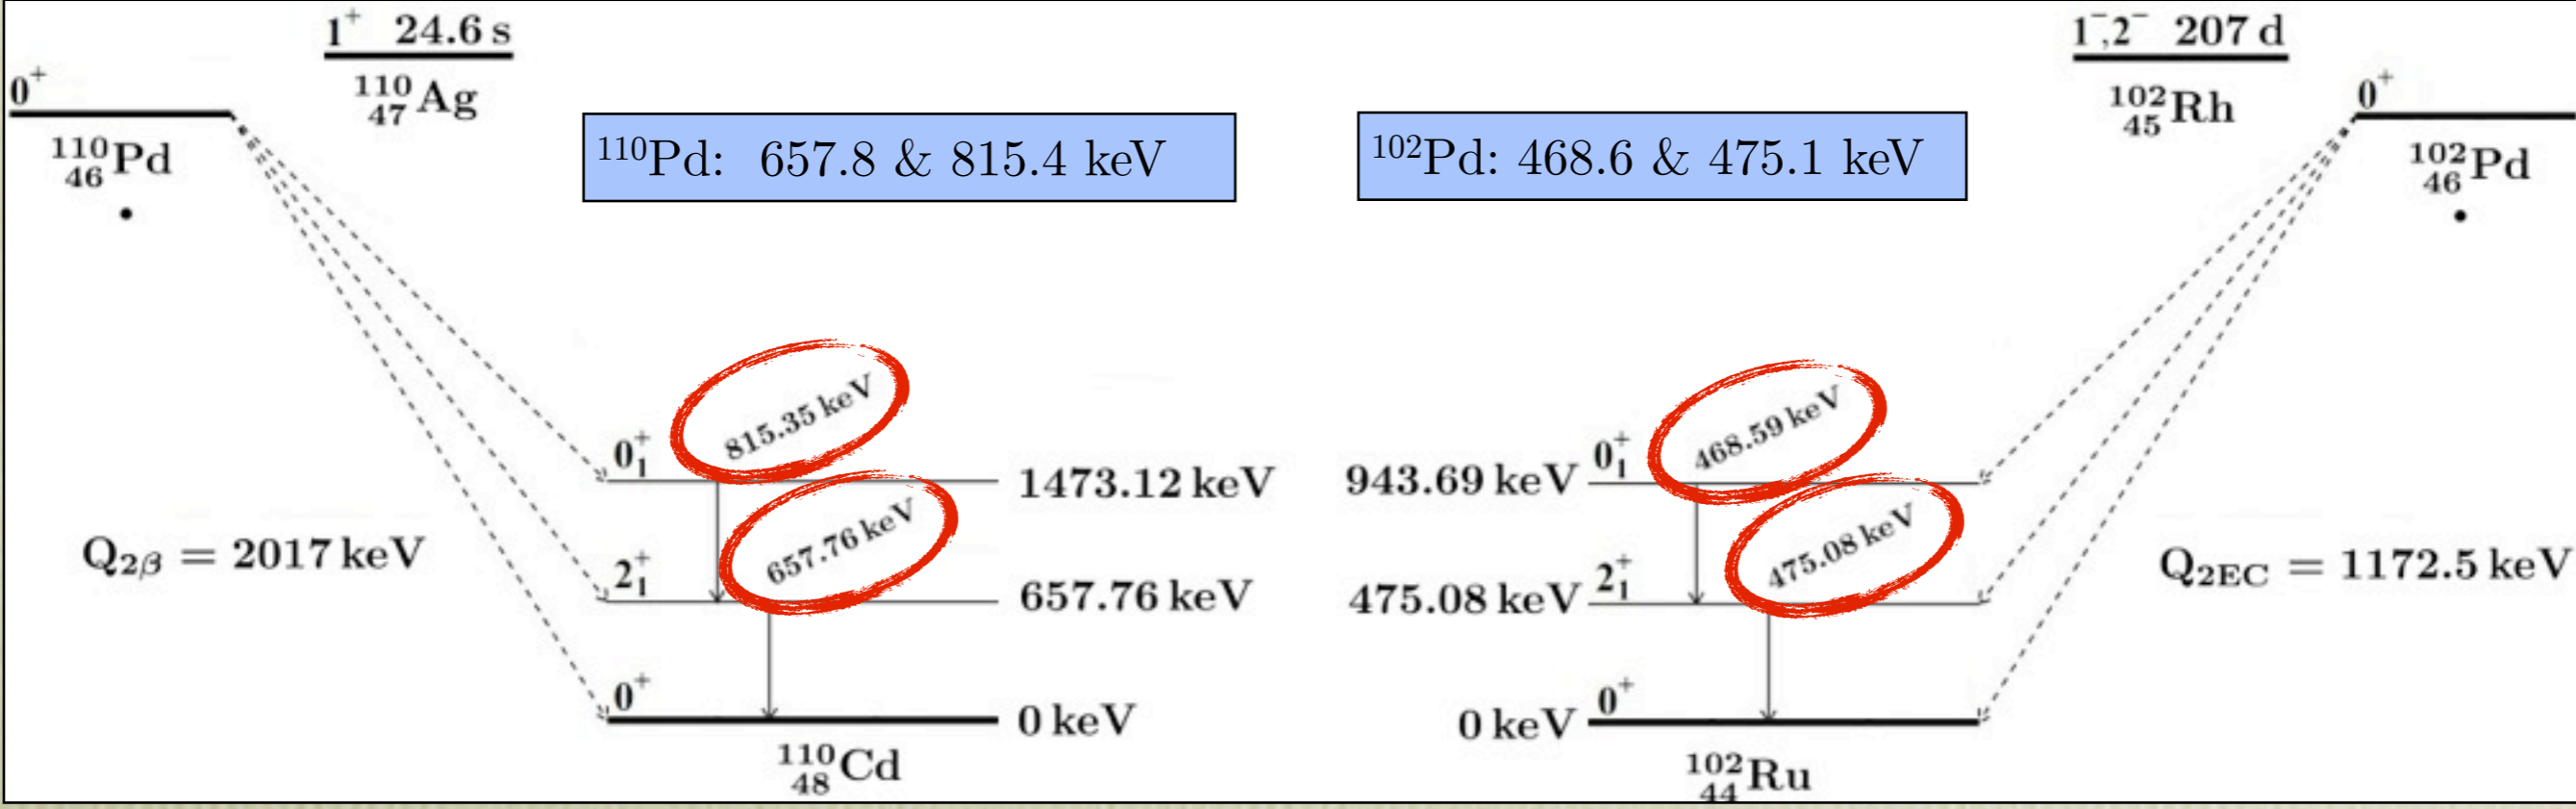 1⁺ 24.6 s
¹¹⁰₄₇Ag
0⁺
¹¹⁰₄₆Pd
¹¹⁰Pd: 657.8 & 815.4 keV
¹⁰²Pd: 468.6 & 475.1 keV
1⁻,2⁻ 207 d
¹⁰²₄₅Rh
0⁺
¹⁰²₄₆Pd
815.35 keV
0₁⁺
1473.12 keV
657.76 keV
2₁⁺
657.76 keV
Q₂ᵦ = 2017 keV
0⁺
0 keV
¹¹⁰₄₈Cd
468.59 keV
943.69 keV 0₁⁺
475.08 keV
475.08 keV 2₁⁺
Q₂EC = 1172.5 keV
0 keV 0⁺
¹⁰²₄₄Ru